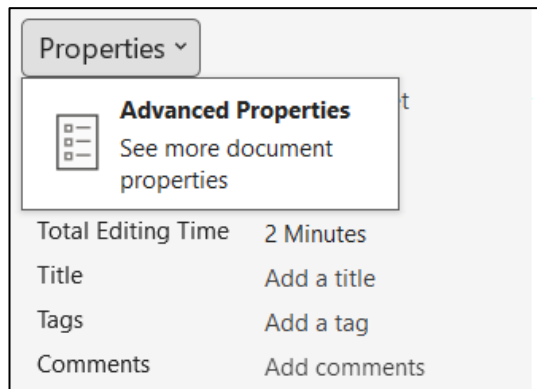 Properties
Advanced Properties
See more document
properties
Total Editing Time 2 Minutes
Title Add a title
Tags Add a tag
Comments Add comments